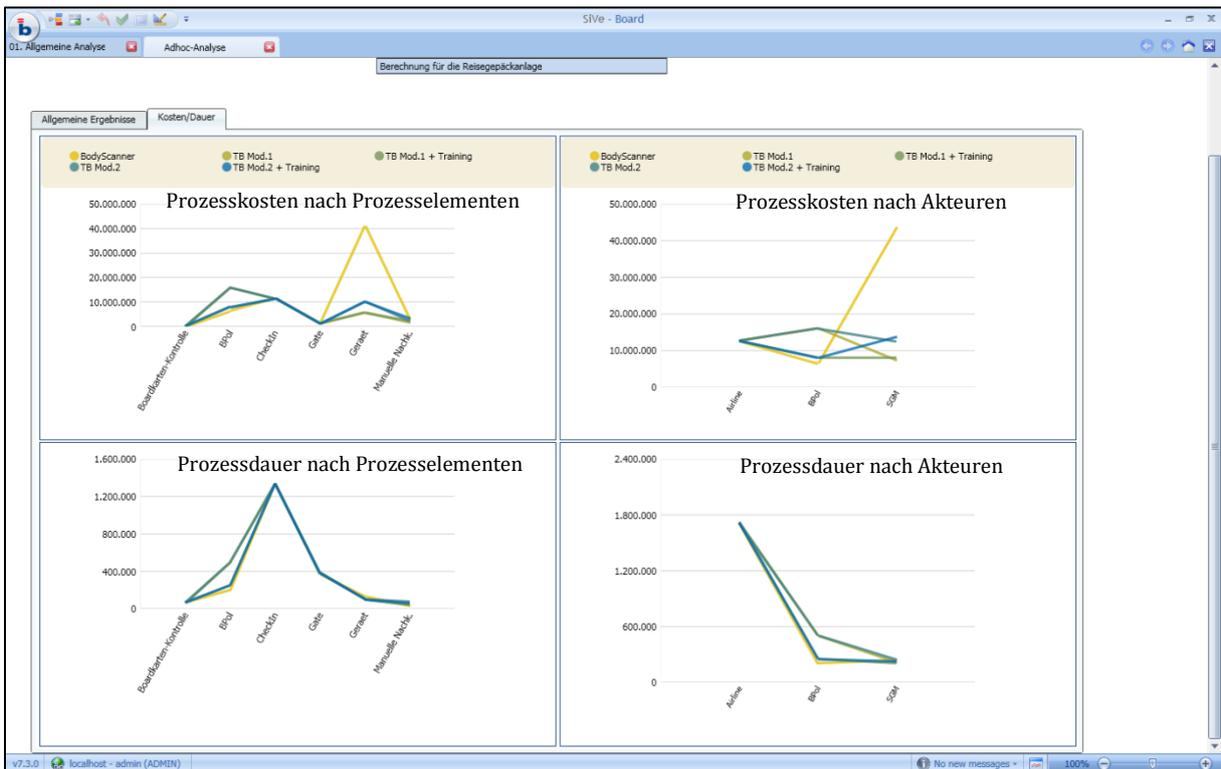 SiVe - Board
01. Allgemeine Analyse
Adhoc-Analyse
Berechnung für die Reisegepäckanlage
Allgemeine Ergebnisse
Kosten/Dauer
BodyScanner
TB Mod.1
TB Mod.1 + Training
TB Mod.2
TB Mod.2 + Training
Prozesskosten nach Prozesselementen
50.000.000
40.000.000
30.000.000
20.000.000
10.000.000
0
Boardkarten-Kontrolle
BPol
CheckIn
Gate
Geraet
Manuelle Nachk.
BodyScanner
TB Mod.1
TB Mod.1 + Training
TB Mod.2
TB Mod.2 + Training
Prozesskosten nach Akteuren
50.000.000
40.000.000
30.000.000
20.000.000
10.000.000
0
Airline
BPol
SGM
Prozessdauer nach Prozesselementen
1.600.000
1.200.000
800.000
400.000
0
Boardkarten-Kontrolle
BPol
CheckIn
Gate
Geraet
Manuelle Nachk.
Prozessdauer nach Akteuren
2.400.000
1.800.000
1.200.000
600.000
0
Airline
BPol
SGM
v7.3.0
localhost - admin (ADMIN)
No new messages
100%